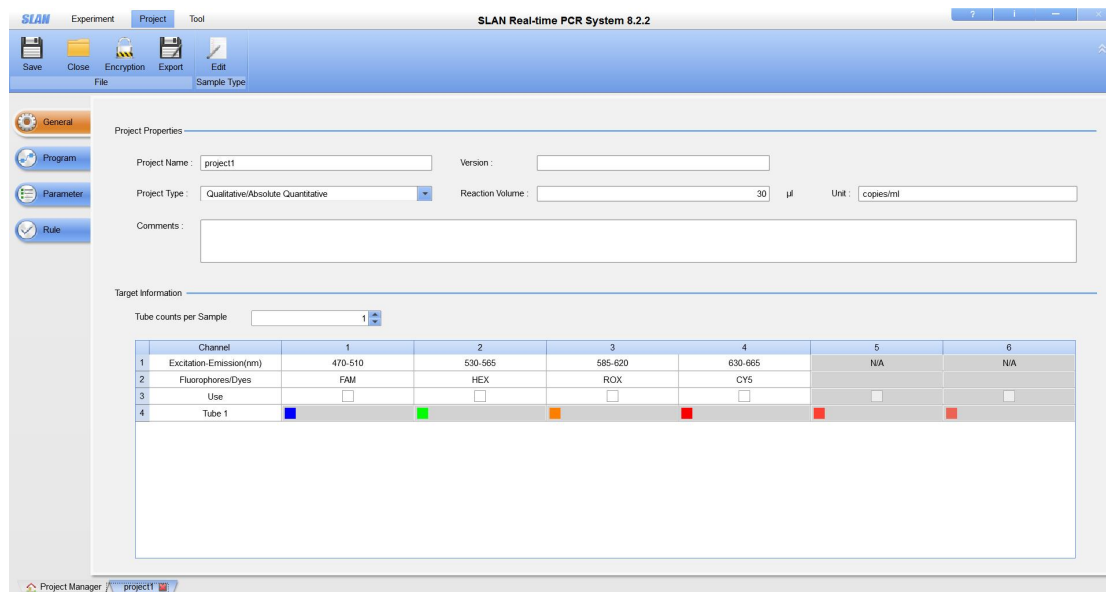 SLAN Experiment Project Tool SLAN Real-time PCR System 8.2.2 ? i
Save Close Encryption Export Edit
File Sample Type
General
Program
Parameter
Rule
Project Properties
Project Name : project1 Version :
Project Type : Qualitative/Absolute Quantitative Reaction Volume : 30 µl Unit : copies/ml
Comments :
Target Information
Tube counts per Sample 1
Channel 1 2 3 4 5 6
1 Excitation-Emission(nm) 470-510 530-565 585-620 630-665 N/A N/A
2 Fluorophores/Dyes FAM HEX ROX CY5
3 Use
4 Tube 1
Project Manager project1